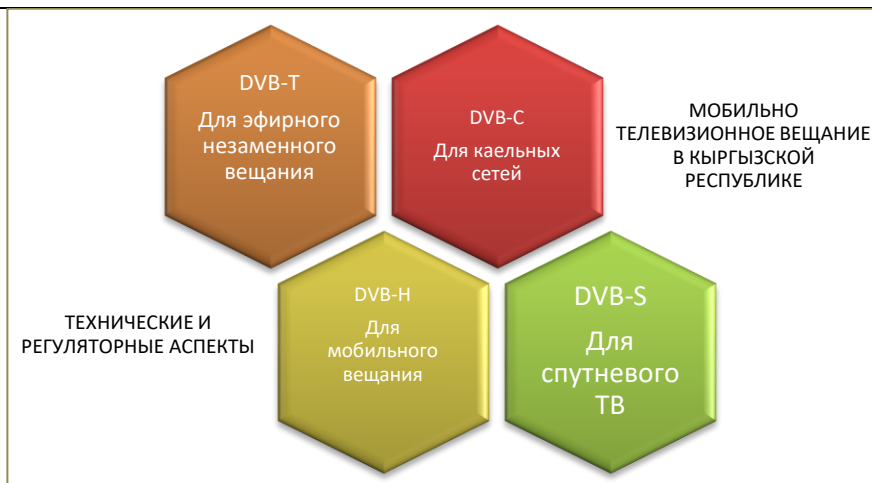 DVB-T
Для эфирного
незаменного
вещания
DVB-C
Для каельных
сетей
МОБИЛЬНО
ТЕЛЕВИЗИОННОЕ ВЕЩАНИЕ
В КЫРГЫЗСКОЙ
РЕСПУБЛИКЕ
ТЕХНИЧЕСКИЕ И
РЕГУЛЯТОРНЫЕ АСПЕКТЫ
DVB-H
Для
мобильного
вещания
DVB-S
Для
спутневого
ТВ